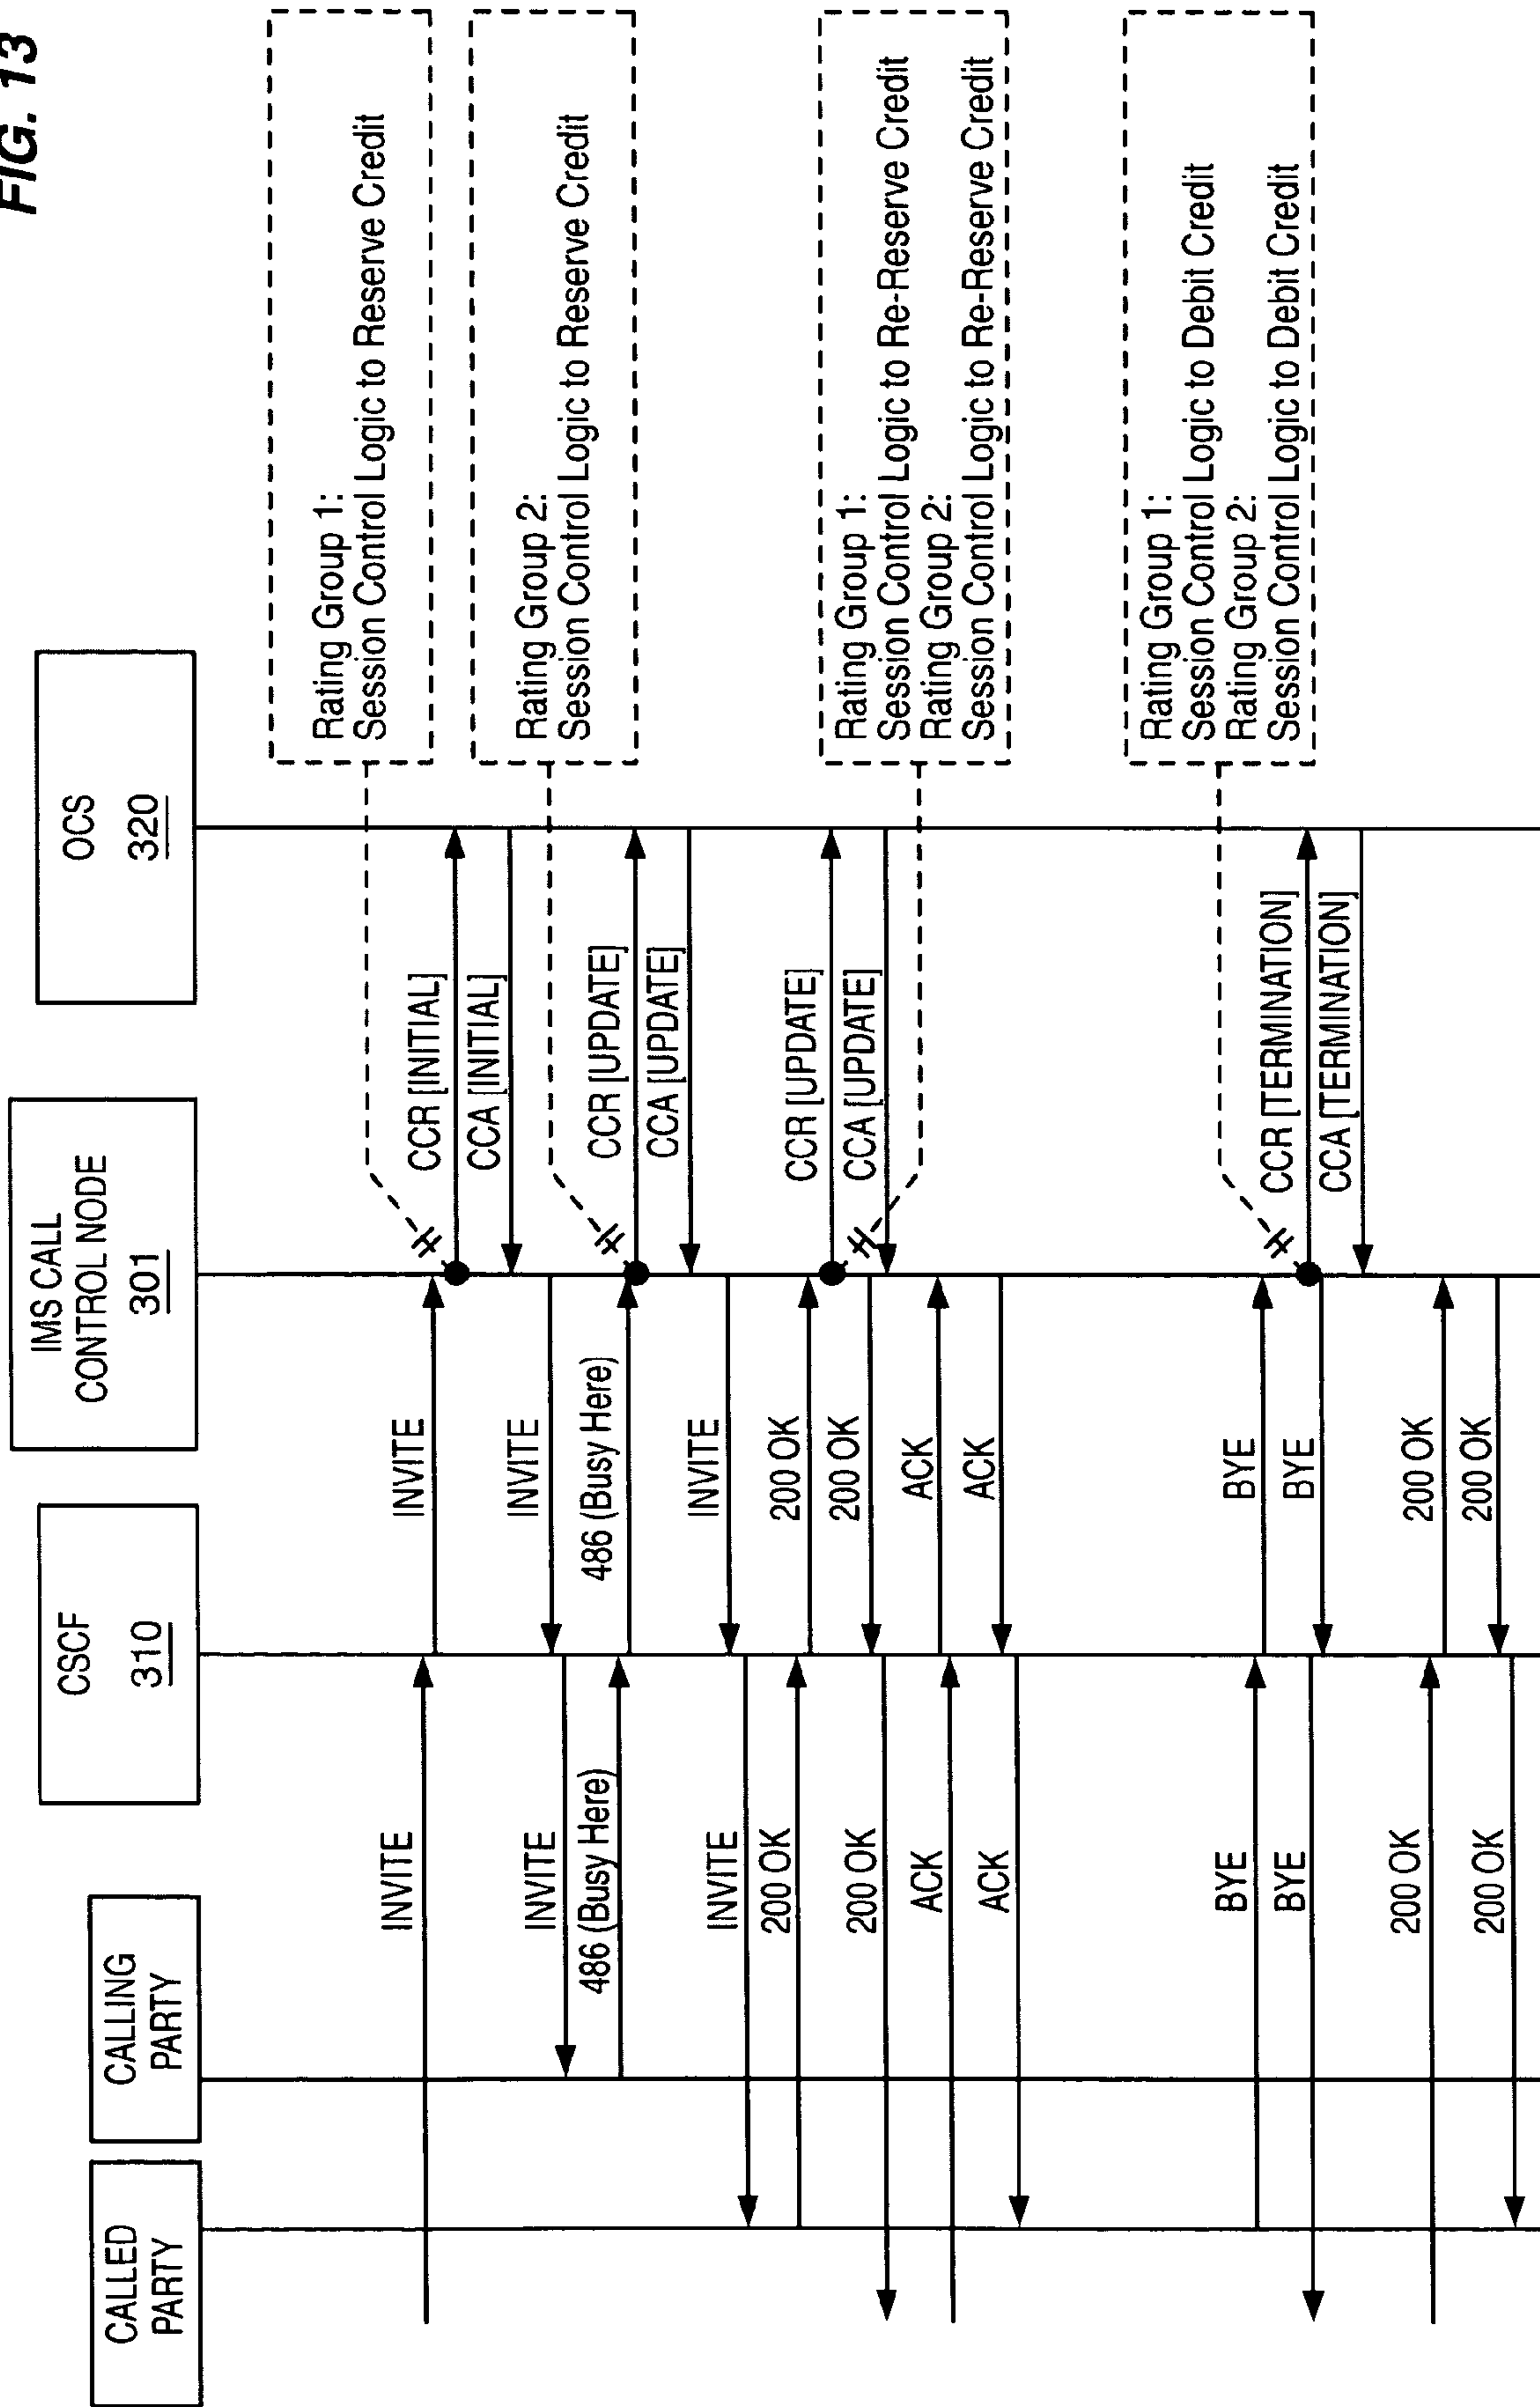 FIG. 13
CALLED
PARTY
CALLING
PARTY
CSCF
310
IMS CALL
CONTROL NODE
301
OCS
320
INVITE
INVITE
CCR [INITIAL]
CCA [INITIAL]
Rating Group 1:
Session Control Logic to Reserve Credit
INVITE
INVITE
486 (Busy Here)
486 (Busy Here)
CCR [UPDATE]
CCA [UPDATE]
Rating Group 2:
Session Control Logic to Reserve Credit
INVITE
INVITE
200 OK
200 OK
CCR [UPDATE]
CCA [UPDATE]
Rating Group 1:
Session Control Logic to Re-Reserve Credit
Rating Group 2:
Session Control Logic to Re-Reserve Credit
200 OK
200 OK
ACK
ACK
ACK
ACK
BYE
BYE
BYE
BYE
CCR [TERMINATION]
CCA [TERMINATION]
Rating Group 1:
Session Control Logic to Debit Credit
Rating Group 2:
Session Control Logic to Debit Credit
200 OK
200 OK
200 OK
200 OK